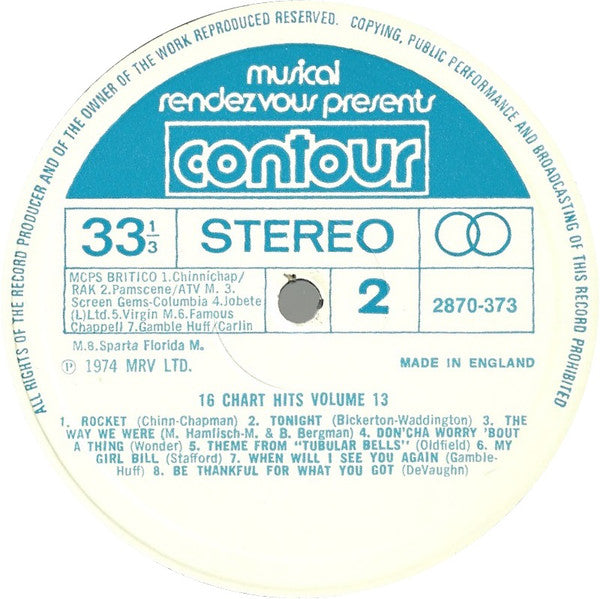 ALL RIGHTS OF THE RECORD PRODUCER AND OF THE OWNER OF THE WORK REPRODUCED RESERVED. COPYING, PUBLIC PERFORMANCE AND BROADCASTING OF THIS RECORD PROHIBITED
musical
rendezvous presents
contour
33 1/3
STEREO
MCPS BRITICO 1.Chinnichap/
RAK 2.Pamscene/ATV M. 3.
Screen Gems-Columbia 4.Jobete
(L)Ltd.5.Virgin M.6.Famous
Chappell 7.Gamble Huff/Carlin
M.8.Sparta Florida M.
2
2870-373
℗ 1974 MRV LTD.
MADE IN ENGLAND
16 CHART HITS VOLUME 13
1. ROCKET (Chinn-Chapman) 2. TONIGHT (Bickerton-Waddington) 3. THE
WAY WE WERE (M. Hamlisch-M. & B. Bergman) 4. DON'CHA WORRY 'BOUT
A THING (Wonder) 5. THEME FROM "TUBULAR BELLS" (Oldfield) 6. MY
GIRL BILL (Stafford) 7. WHEN WILL I SEE YOU AGAIN (Gamble-
Huff) 8. BE THANKFUL FOR WHAT YOU GOT (DeVaughn)